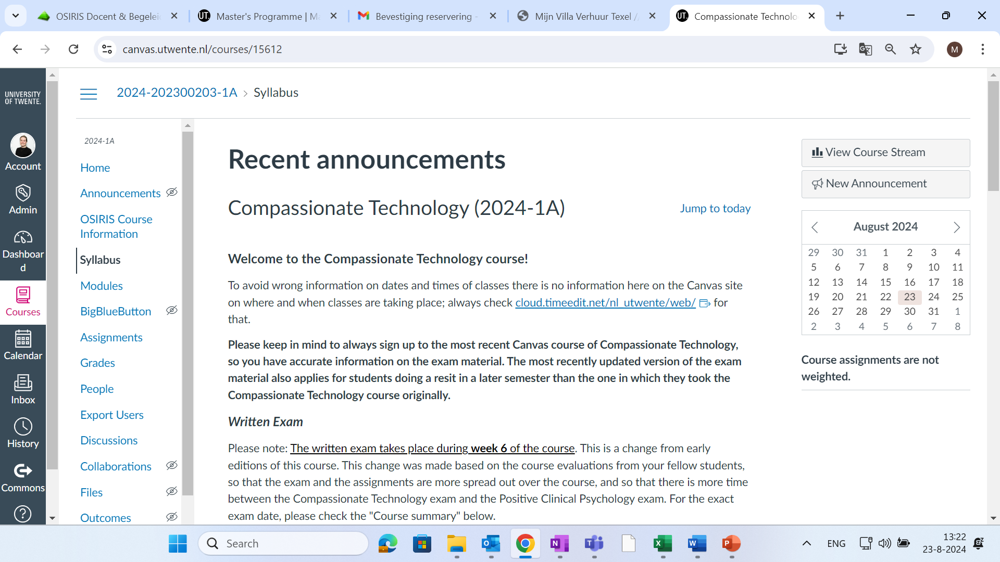 OSIRIS Docent & Begelei
Master's Programme | Ma
Bevestiging reservering -
Mijn Villa Verhuur Texel /
Compassionate Technolo
canvas.utwente.nl/courses/15612
M
UNIVERSITY
OF TWENTE.
Account
Admin
Dashboar
d
Courses
Calendar
Inbox
History
Commons
2024-202300203-1A > Syllabus
2024-1A
Home
Announcements
OSIRIS Course
Information
Syllabus
Modules
BigBlueButton
Assignments
Grades
People
Export Users
Discussions
Collaborations
Files
Outcomes
Recent announcements
Compassionate Technology (2024-1A)
Jump to today
Welcome to the Compassionate Technology course!
To avoid wrong information on dates and times of classes there is no information here on the Canvas site
on where and when classes are taking place; always check cloud.timeedit.net/nl_utwente/web/ for
that.
Please keep in mind to always sign up to the most recent Canvas course of Compassionate Technology,
so you have accurate information on the exam material. The most recently updated version of the exam
material also applies for students doing a resit in a later semester than the one in which they took the
Compassionate Technology course originally.
Written Exam
Please note: The written exam takes place during week 6 of the course. This is a change from early
editions of this course. This change was made based on the course evaluations from your fellow students,
so that the exam and the assignments are more spread out over the course, and so that there is more time
between the Compassionate Technology exam and the Positive Clinical Psychology exam. For the exact
exam date, please check the "Course summary" below.
View Course Stream
New Announcement
August 2024
29 30 31 1 2 3 4
5 6 7 8 9 10 11
12 13 14 15 16 17 18
19 20 21 22 23 24 25
26 27 28 29 30 31 1
2 3 4 5 6 7 8
Course assignments are not
weighted.
Search
ENG
13:22
23-8-2024